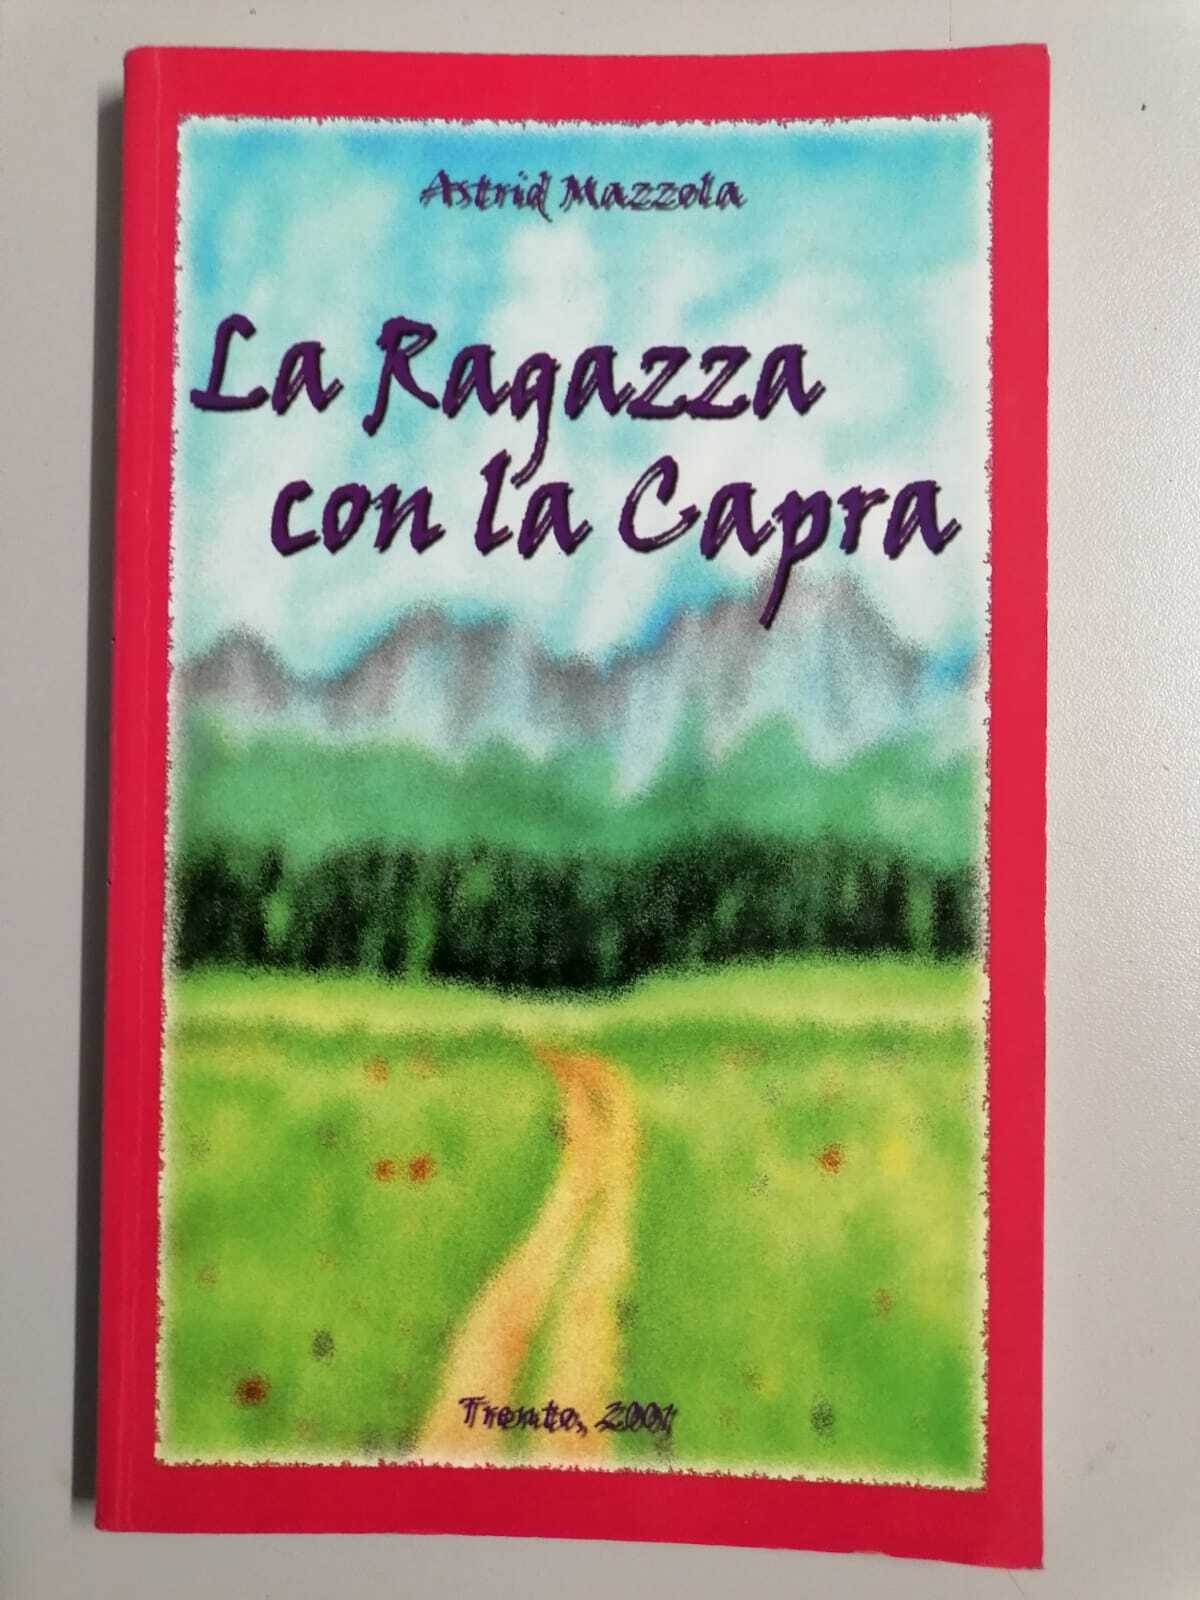 Astrid Mazzola
La Ragazza
con la Capra
Trento, 2001